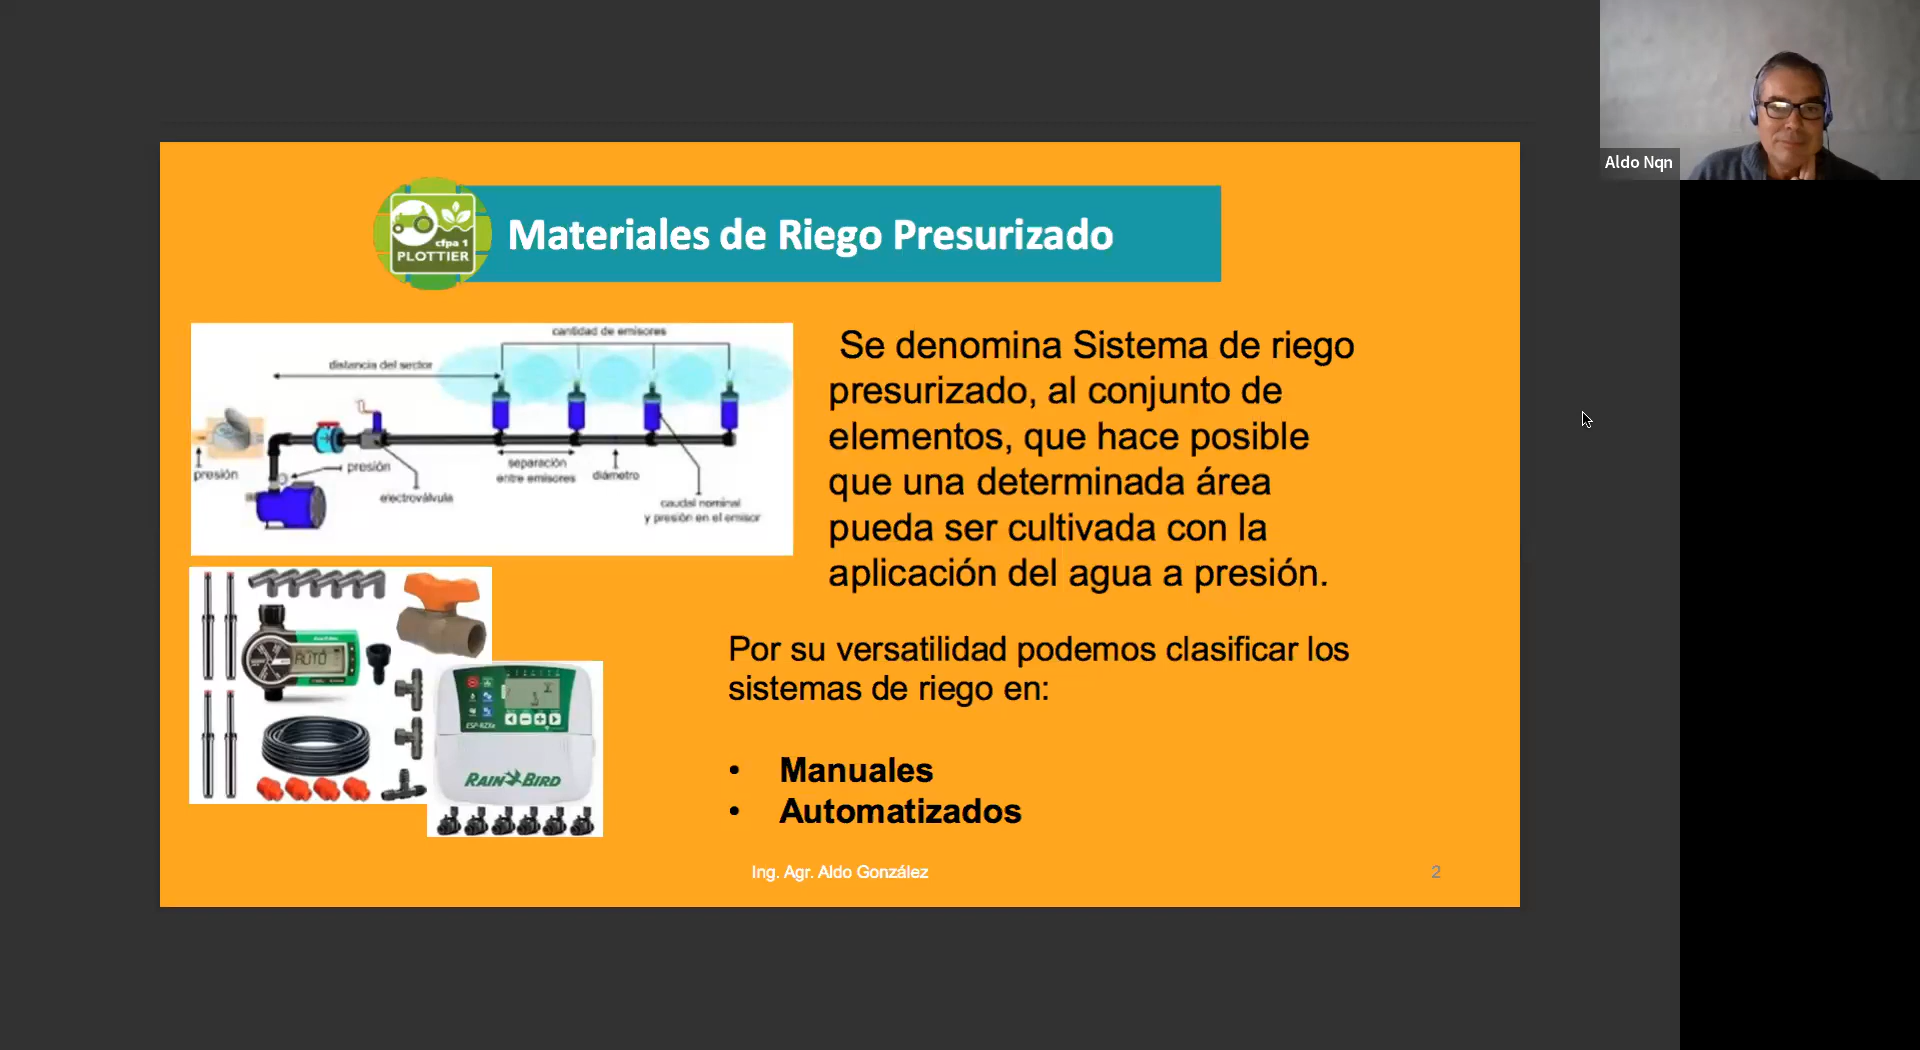 Aldo Nqn
cfpa 1
PLOTTIER
Materiales de Riego Presurizado
cantidad de emisores
distancia del sector
presión
presión
electroválvula
separación
entre emisores
diámetro
caudal nominal
y presión en el emisor
Se denomina Sistema de riego
presurizado, al conjunto de
elementos, que hace posible
que una determinada área
pueda ser cultivada con la
aplicación del agua a presión.
AUTO
RAIN BIRD
Por su versatilidad podemos clasificar los
sistemas de riego en:
• Manuales
• Automatizados
Ing. Agr. Aldo González
2